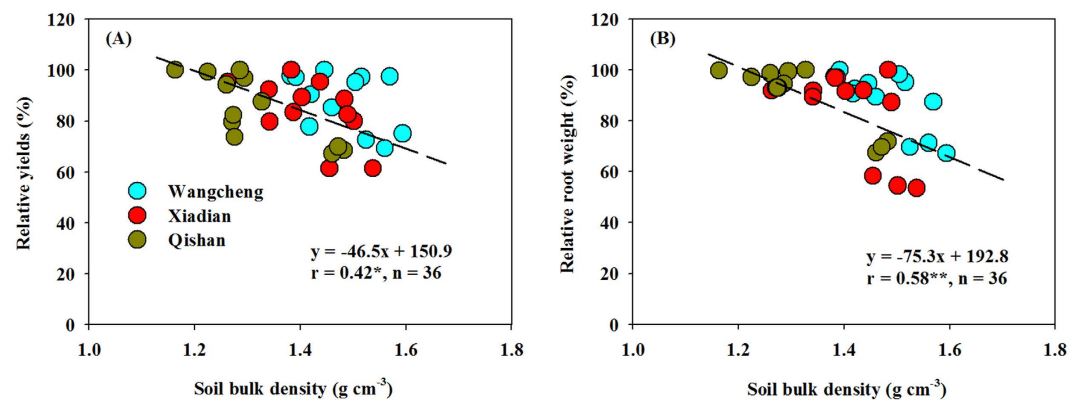 (A)
Relative yields (%)
120
100
80
60
40
20
0
Wangcheng
Xiadian
Qishan
y = -46.5x + 150.9
r = 0.42*, n = 36
1.0 1.2 1.4 1.6 1.8
Soil bulk density (g cm-3)
(B)
Relative root weight (%)
120
100
80
60
40
20
0
y = -75.3x + 192.8
r = 0.58**, n = 36
1.0 1.2 1.4 1.6 1.8
Soil bulk density (g cm-3)